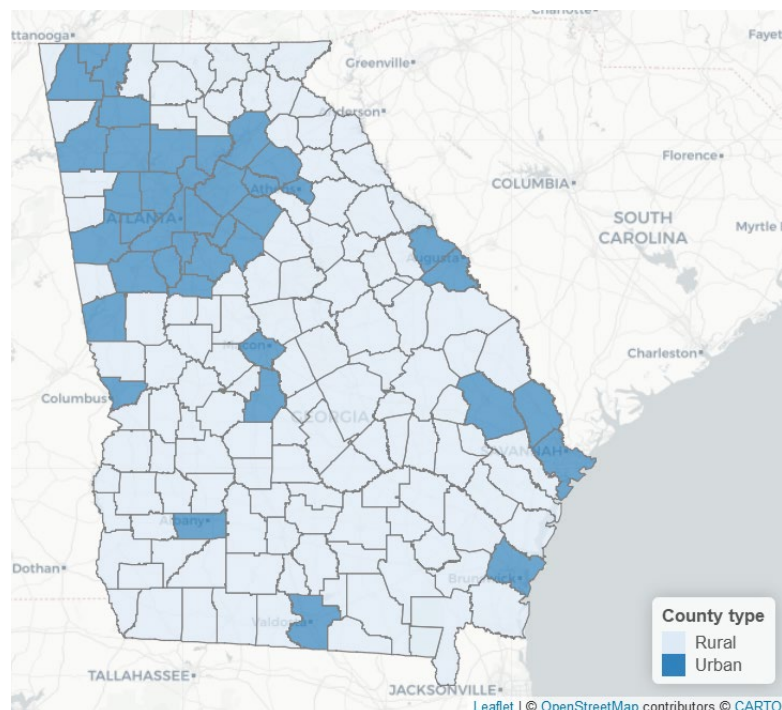 Charlotte
attanooga
Fayet
Greenville
Anderson
Florence
COLUMBIA
Athens
ATLANTA
SOUTH
CAROLINA
Myrtle
Augusta
Macon
Charleston
Columbus
GEORGIA
SAVANNAH
Albany
Dothan
Brunswick
Valdosta
County type
Rural
Urban
TALLAHASSEE
JACKSONVILLE
Leaflet | © OpenStreetMap contributors © CARTO